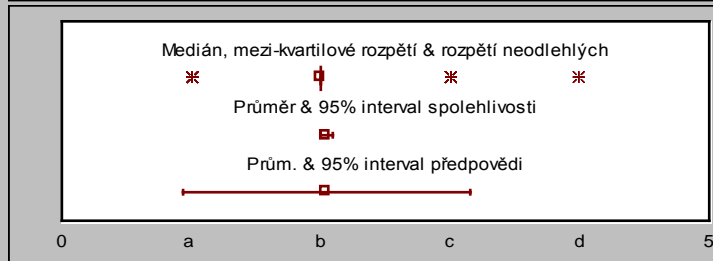 Medián, mezi-kvartilové rozpětí & rozpětí neodlehlých
Průměr & 95% interval spolehlivosti
Prům. & 95% interval předpovědi
0 a b c d 5